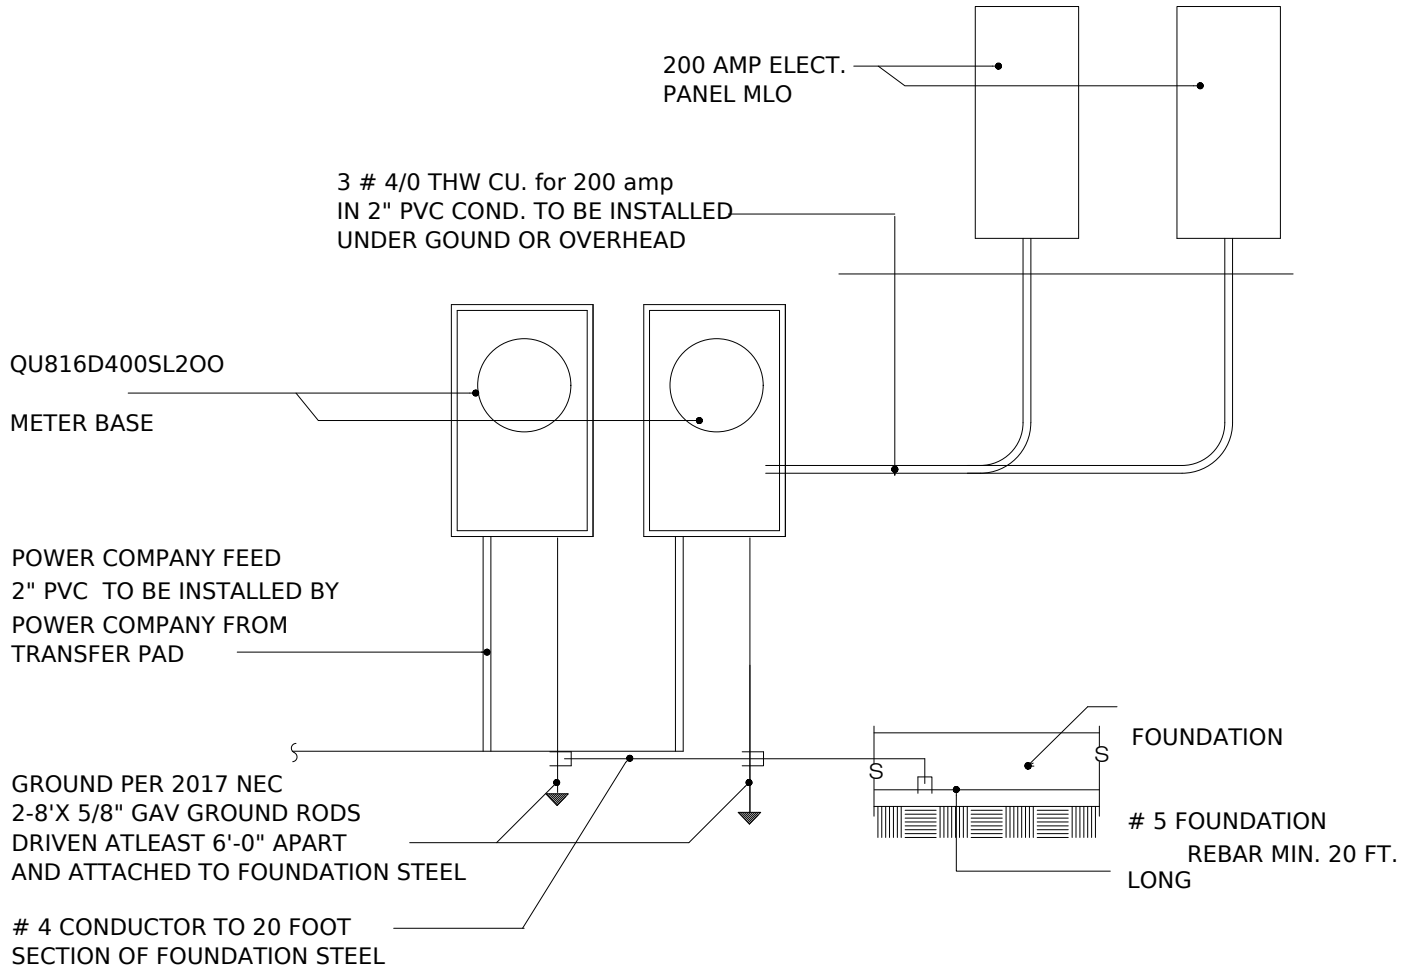 200 AMP ELECT.
PANEL MLO
3 # 4/0 THW CU. for 200 amp
IN 2" PVC COND. TO BE INSTALLED
UNDER GOUND OR OVERHEAD
QU816D400SL2OO
METER BASE
POWER COMPANY FEED
2" PVC TO BE INSTALLED BY
POWER COMPANY FROM
TRANSFER PAD
GROUND PER 2017 NEC
2-8'X 5/8" GAV GROUND RODS
DRIVEN ATLEAST 6'-0" APART
AND ATTACHED TO FOUNDATION STEEL
# 4 CONDUCTOR TO 20 FOOT
SECTION OF FOUNDATION STEEL
S
S
FOUNDATION
# 5 FOUNDATION
REBAR MIN. 20 FT.
LONG